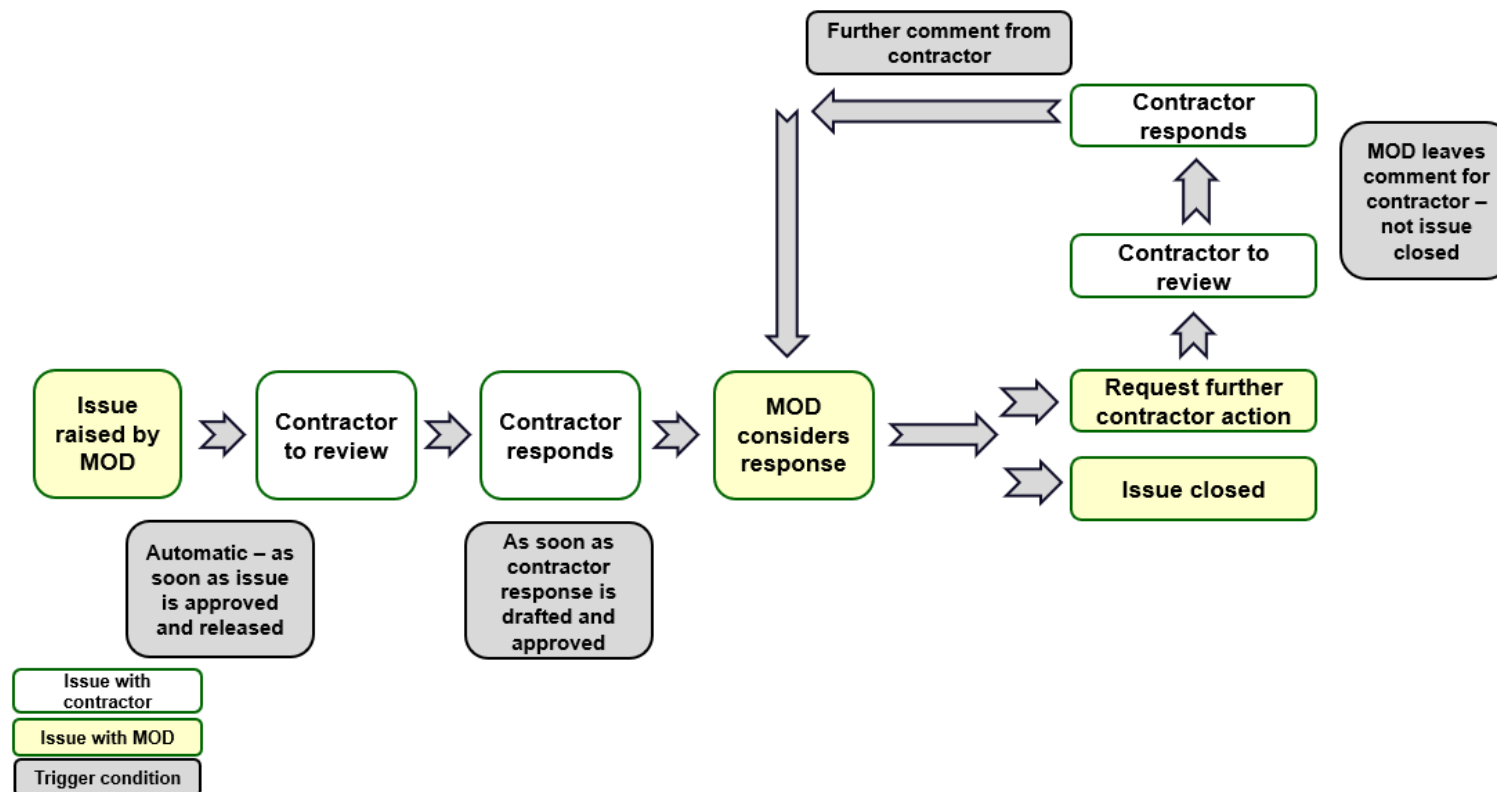 Further comment from
contractor
Contractor
responds
MOD leaves
comment for
contractor –
not issue
closed
Contractor to
review
Issue
raised by
MOD
Contractor
to review
Contractor
responds
MOD
considers
response
Request further
contractor action
Issue closed
Automatic – as
soon as issue
is approved
and released
As soon as
contractor
response is
drafted and
approved
Issue with
contractor
Issue with MOD
Trigger condition